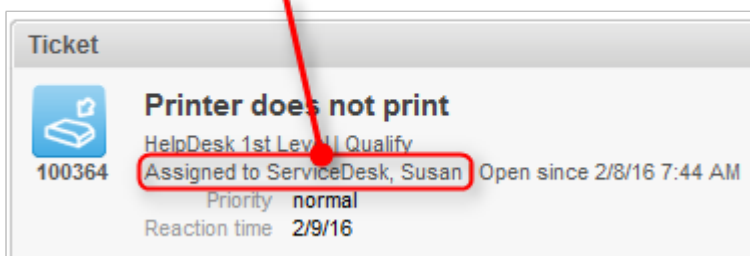 Ticket
Printer does not print
HelpDesk 1st Level | Qualify
100364 Assigned to ServiceDesk, Susan Open since 2/8/16 7:44 AM
Priority normal
Reaction time 2/9/16